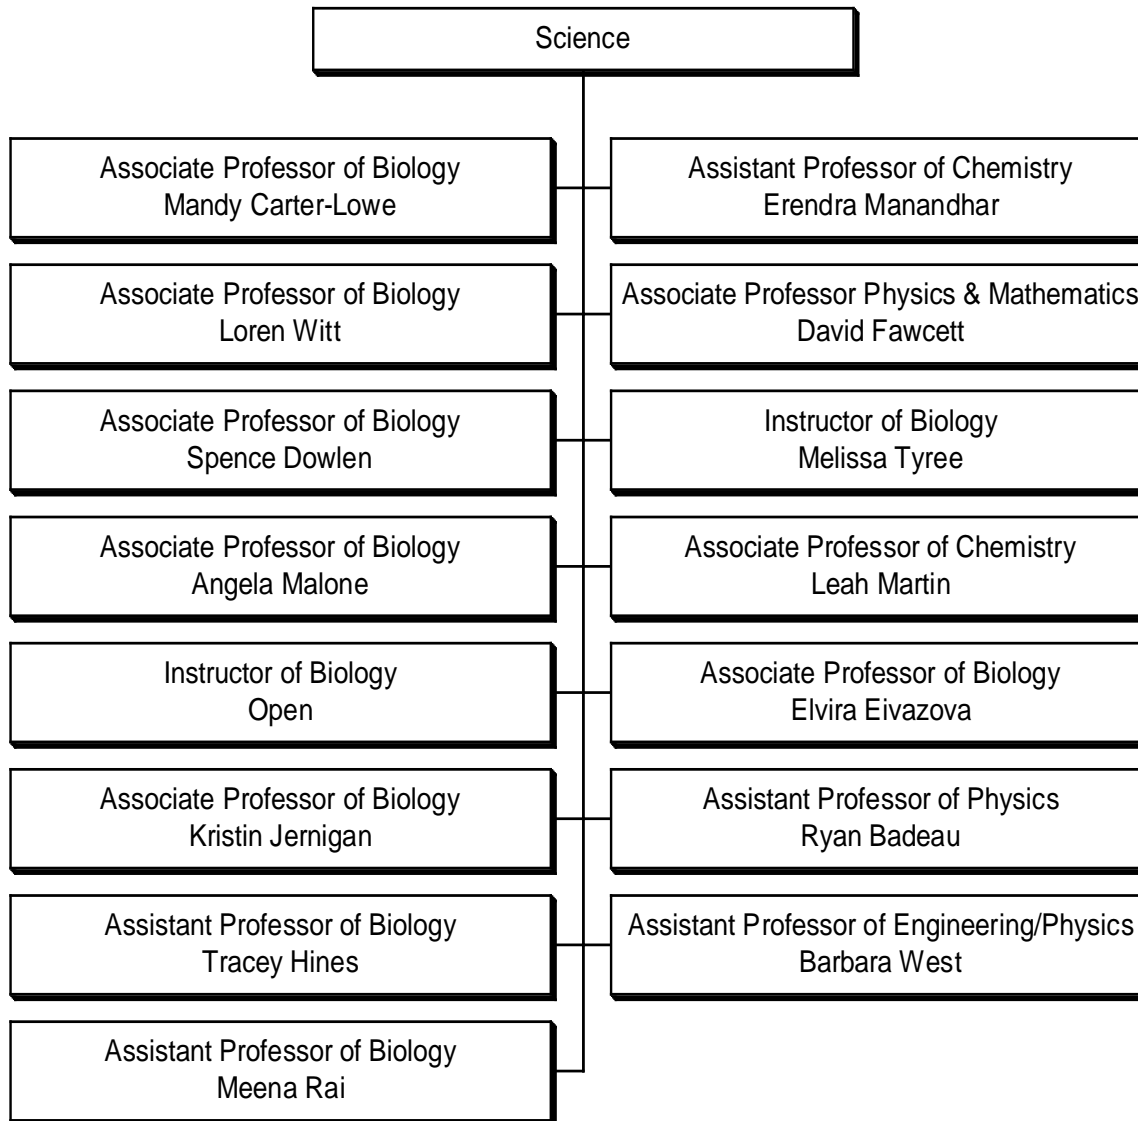 Science
Associate Professor of Biology
Mandy Carter-Lowe
Assistant Professor of Chemistry
Erendra Manandhar
Associate Professor of Biology
Loren Witt
Associate Professor Physics & Mathematics
David Fawcett
Associate Professor of Biology
Spence Dowlen
Instructor of Biology
Melissa Tyree
Associate Professor of Biology
Angela Malone
Associate Professor of Chemistry
Leah Martin
Instructor of Biology
Open
Associate Professor of Biology
Elvira Eivazova
Associate Professor of Biology
Kristin Jernigan
Assistant Professor of Physics
Ryan Badeau
Assistant Professor of Biology
Tracey Hines
Assistant Professor of Engineering/Physics
Barbara West
Assistant Professor of Biology
Meena Rai